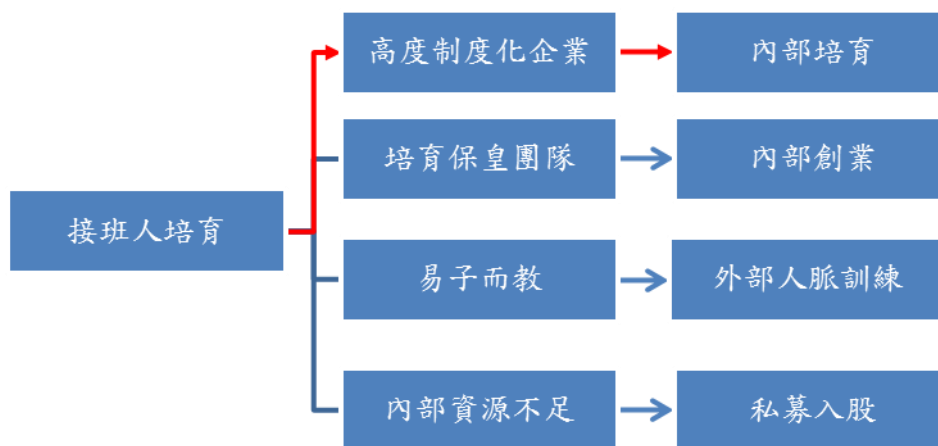 高度制度化企業
內部培育
培育保皇團隊
內部創業
接班人培育
易子而教
外部人脈訓練
內部資源不足
私募入股